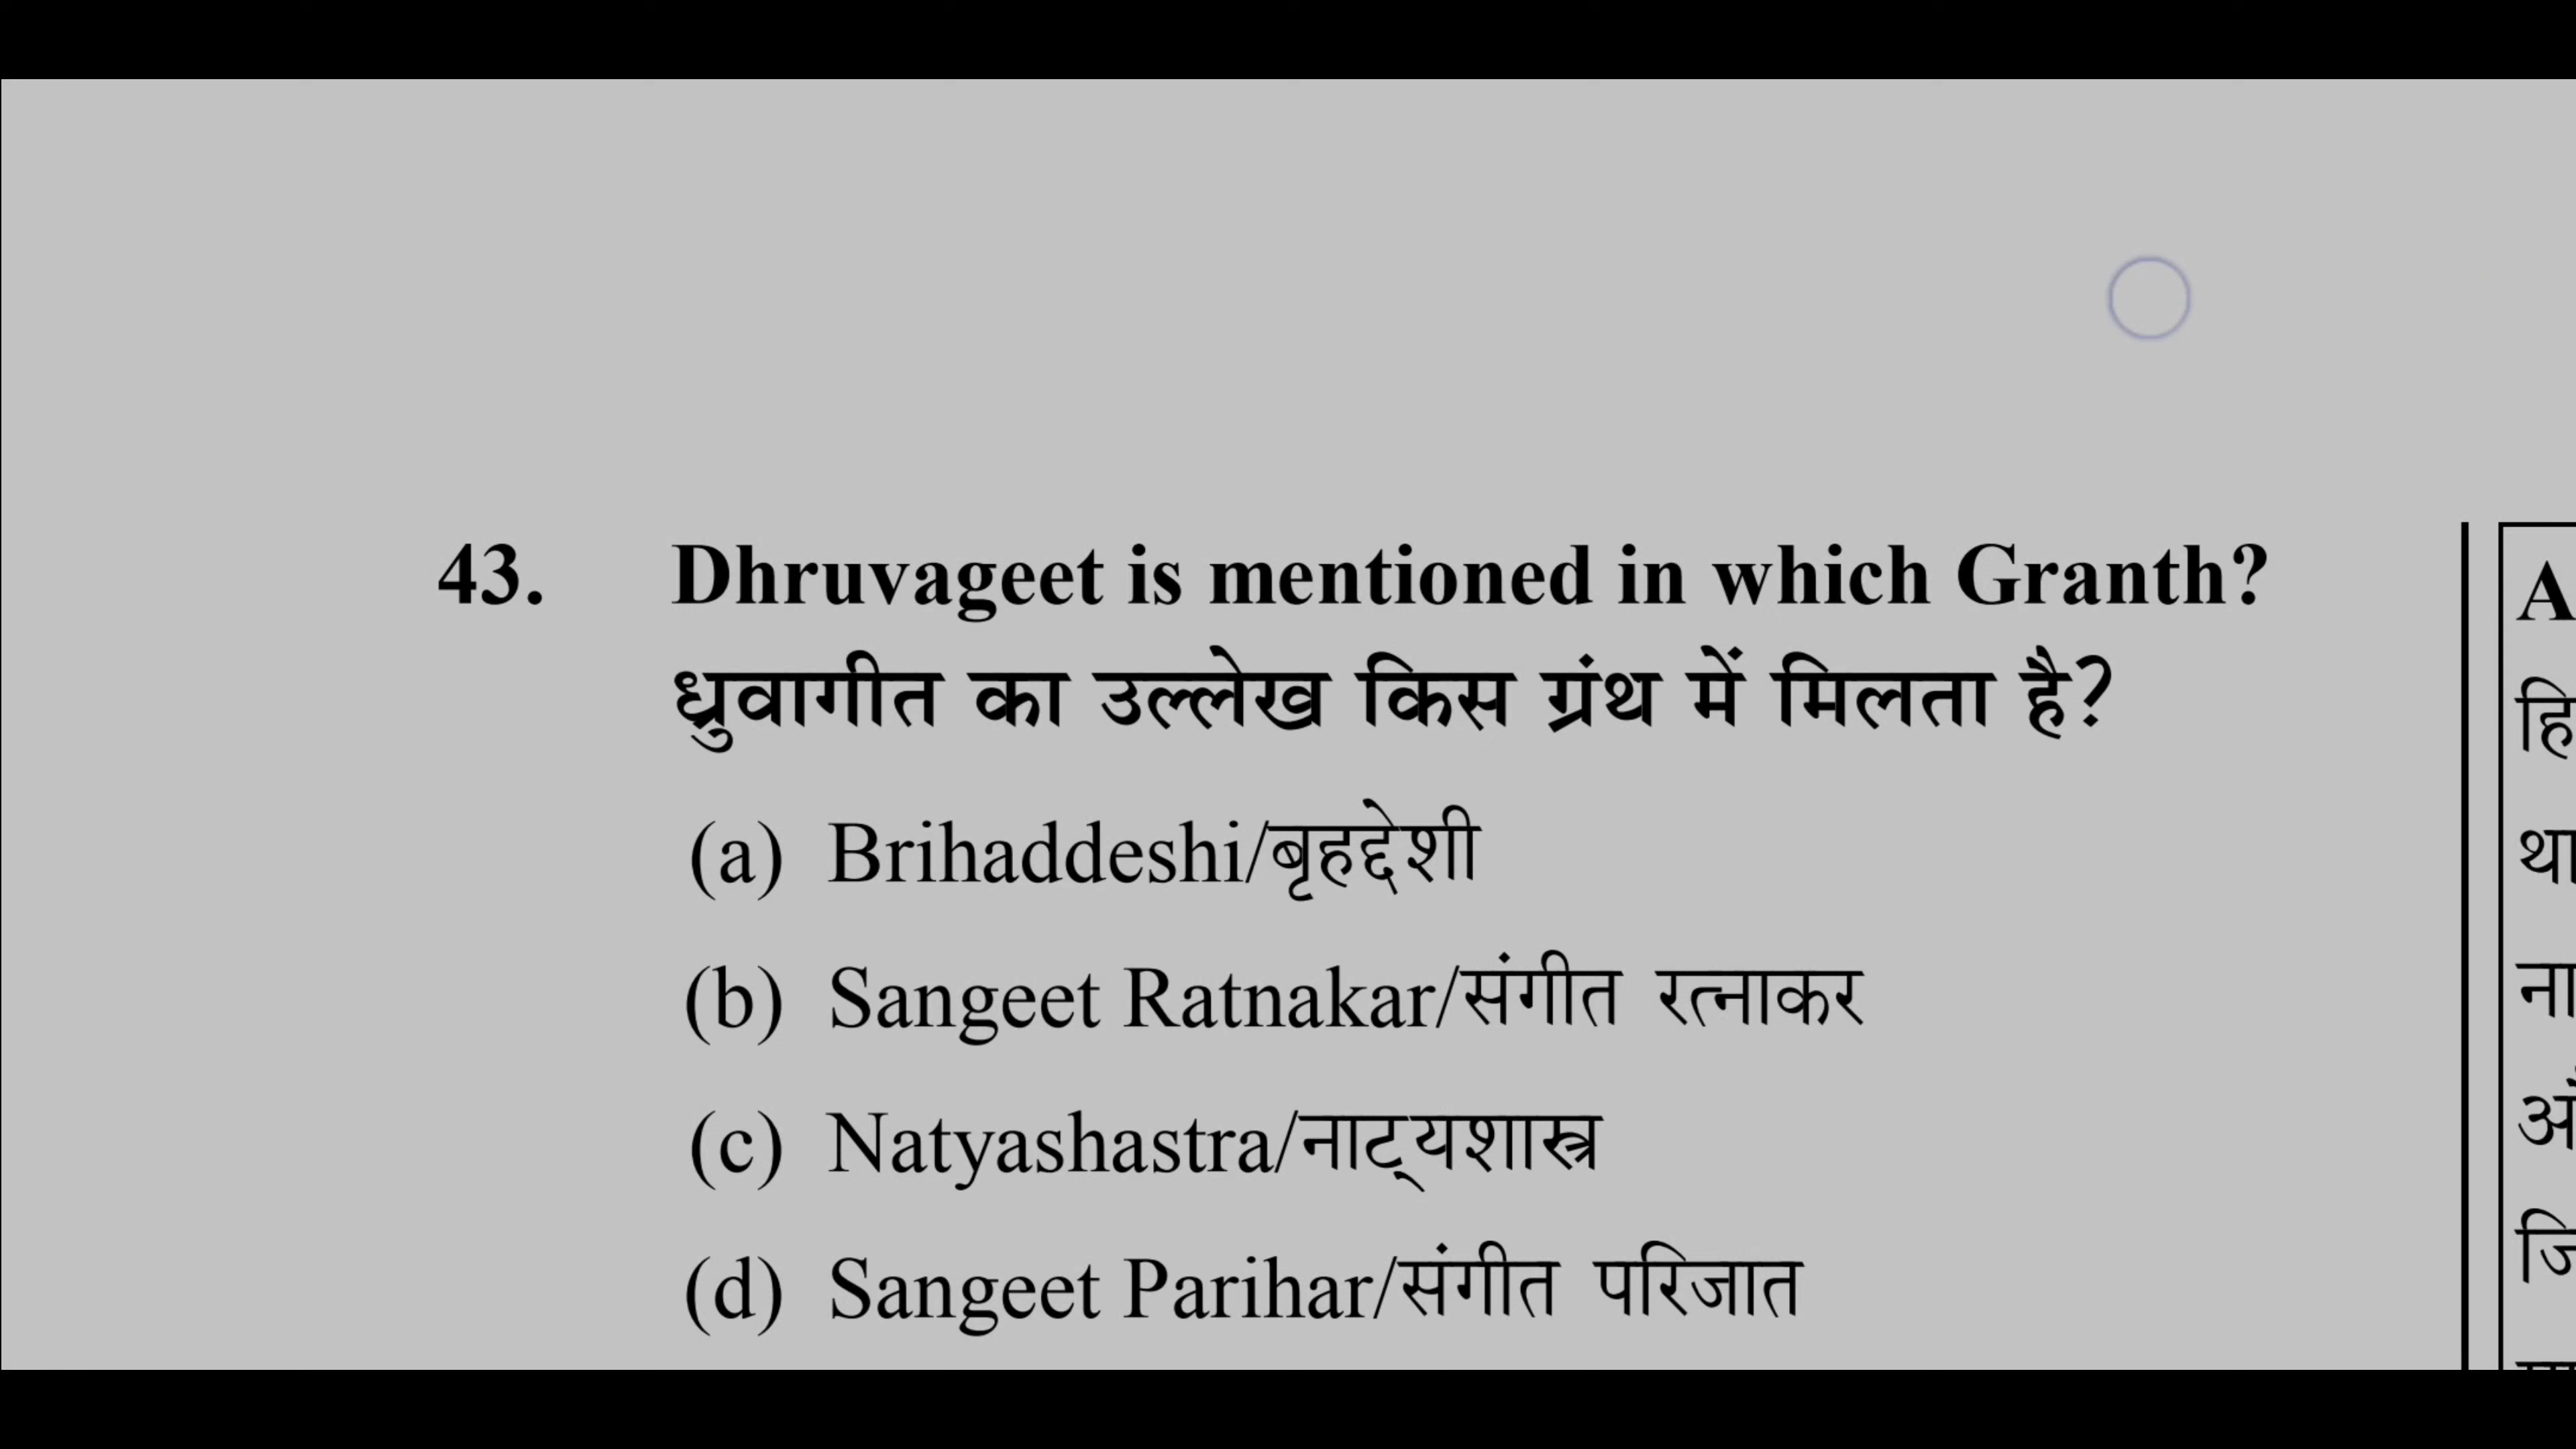 43. Dhruvageet is mentioned in which Granth?
ध्रुवागीत का उल्लेख किस ग्रंथ में मिलता है?
(a) Brihaddeshi/बृहद्देशी
(b) Sangeet Ratnakar/संगीत रत्नाकर
(c) Natyashastra/नाट्यशास्त्र
(d) Sangeet Parihar/संगीत परिजात
A
हि
था
ना